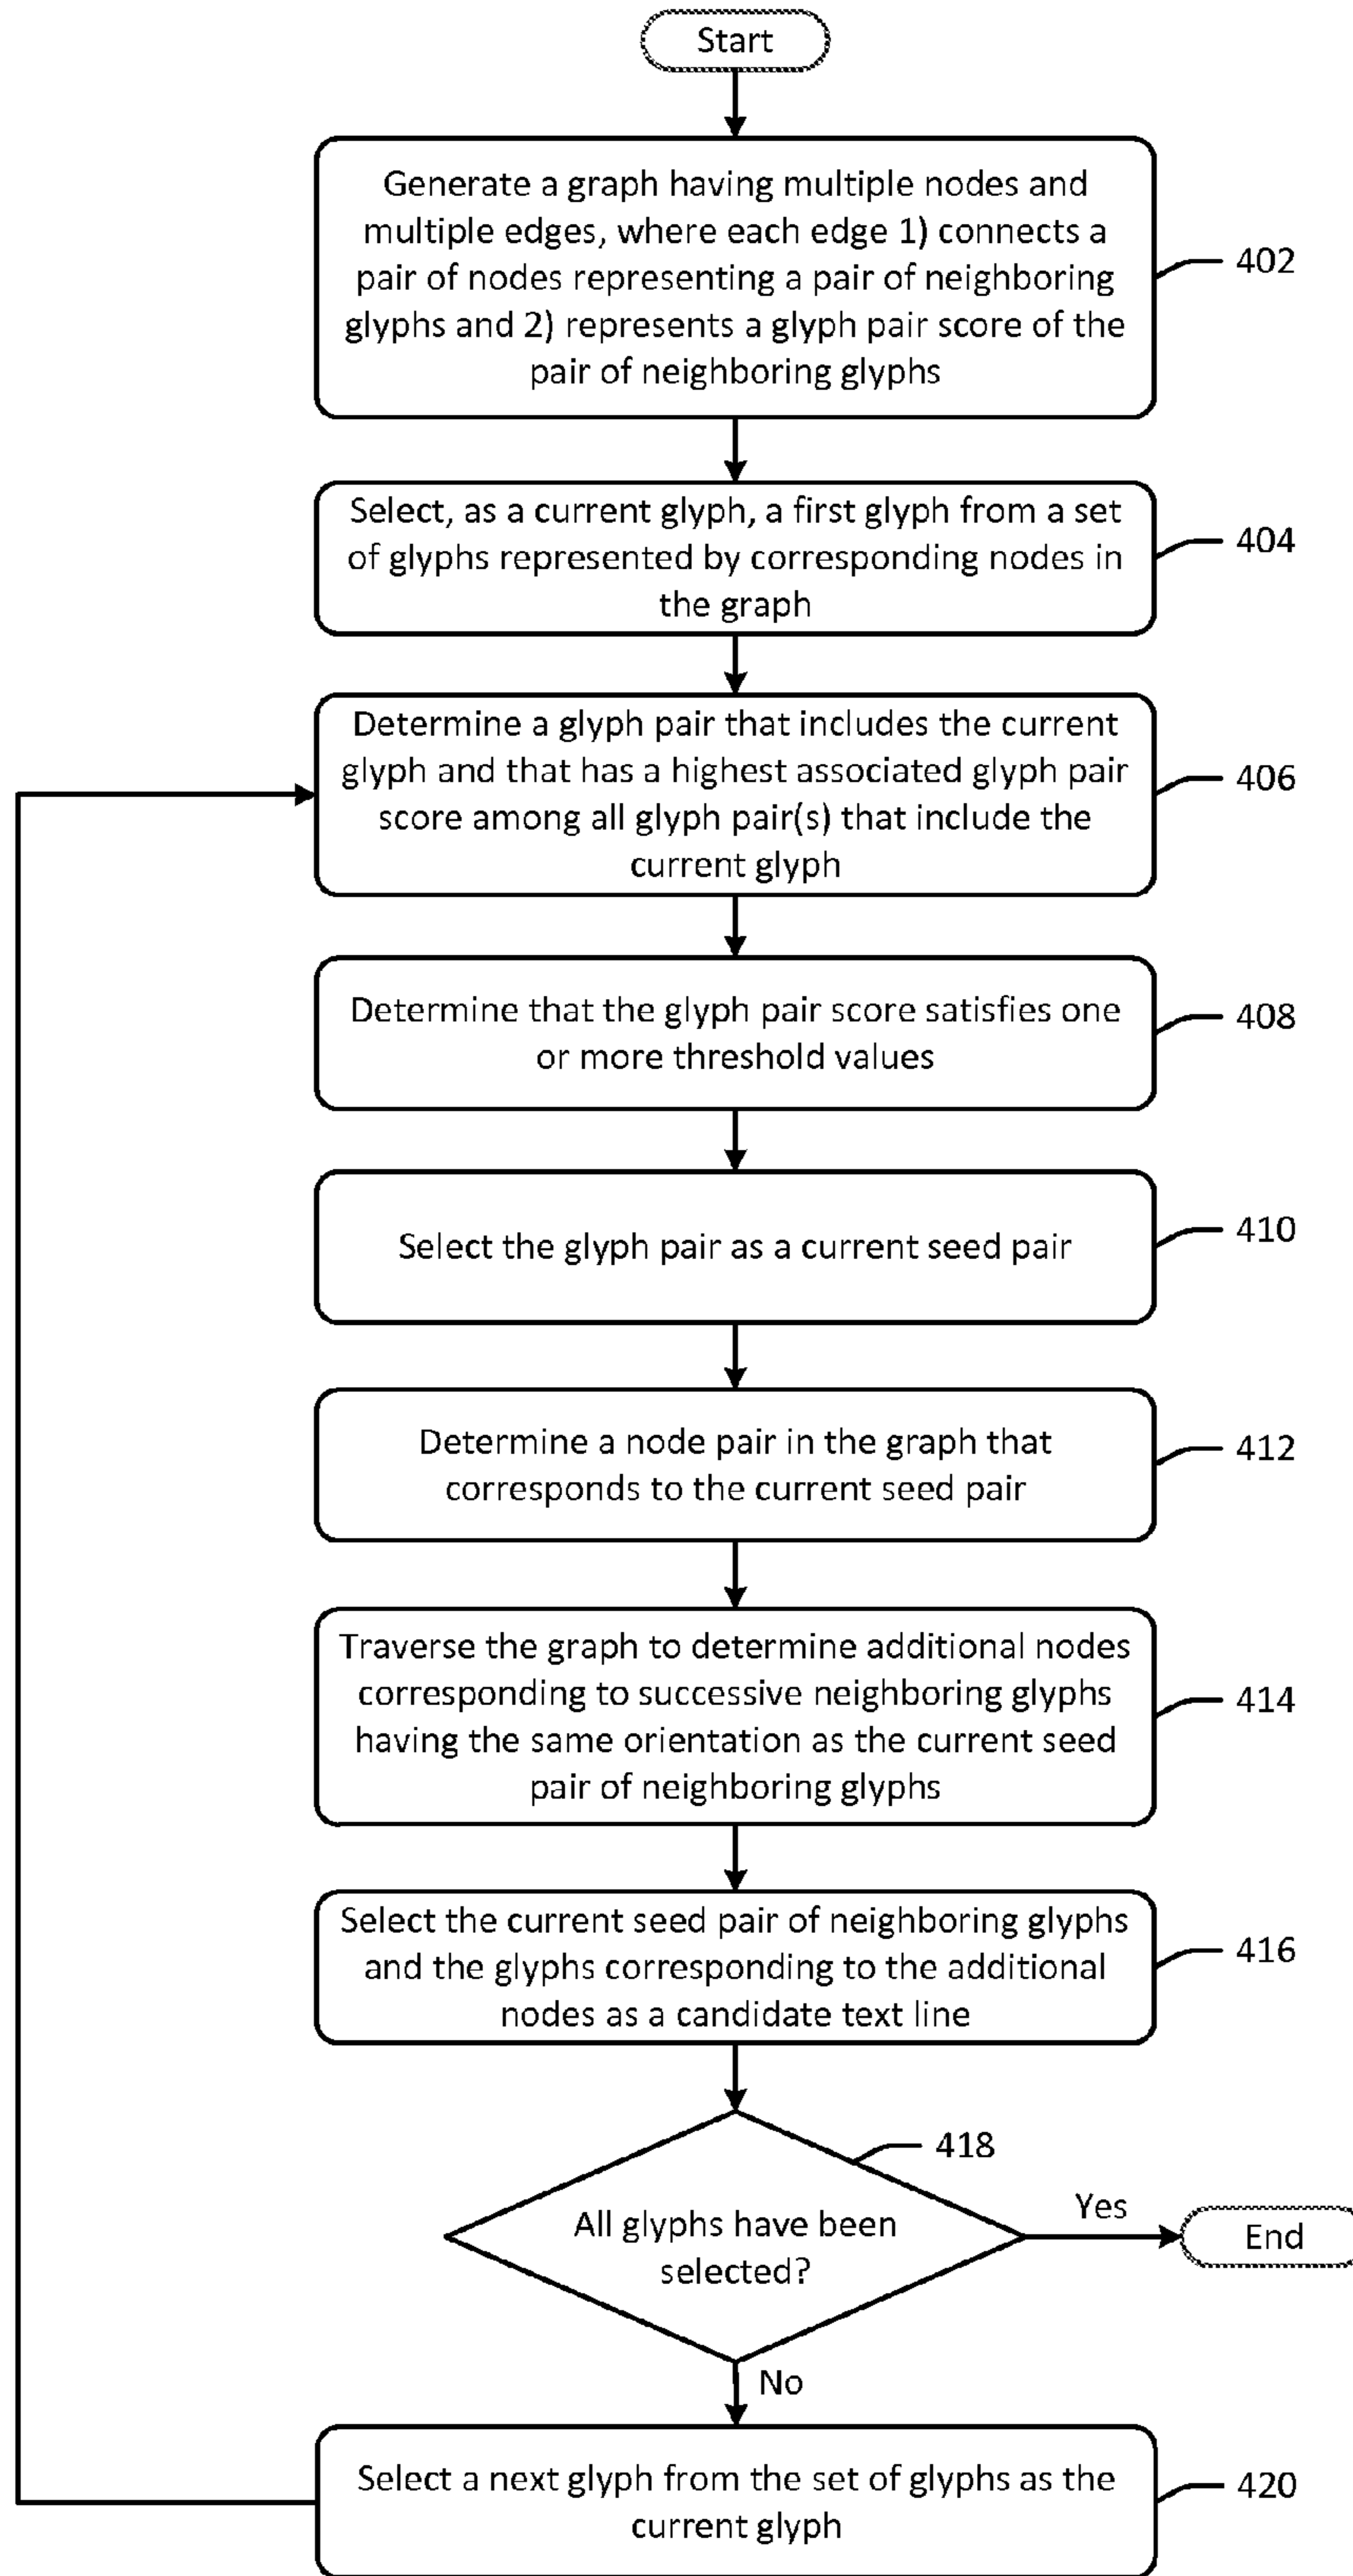 Start
Generate a graph having multiple nodes and
multiple edges, where each edge 1) connects a
pair of nodes representing a pair of neighboring
glyphs and 2) represents a glyph pair score of the
pair of neighboring glyphs
402
Select, as a current glyph, a first glyph from a set
of glyphs represented by corresponding nodes in
the graph
404
Determine a glyph pair that includes the current
glyph and that has a highest associated glyph pair
score among all glyph pair(s) that include the
current glyph
406
Determine that the glyph pair score satisfies one
or more threshold values
408
Select the glyph pair as a current seed pair
410
Determine a node pair in the graph that
corresponds to the current seed pair
412
Traverse the graph to determine additional nodes
corresponding to successive neighboring glyphs
having the same orientation as the current seed
pair of neighboring glyphs
414
Select the current seed pair of neighboring glyphs
and the glyphs corresponding to the additional
nodes as a candidate text line
416
418
All glyphs have been
selected?
Yes
End
No
Select a next glyph from the set of glyphs as the
current glyph
420